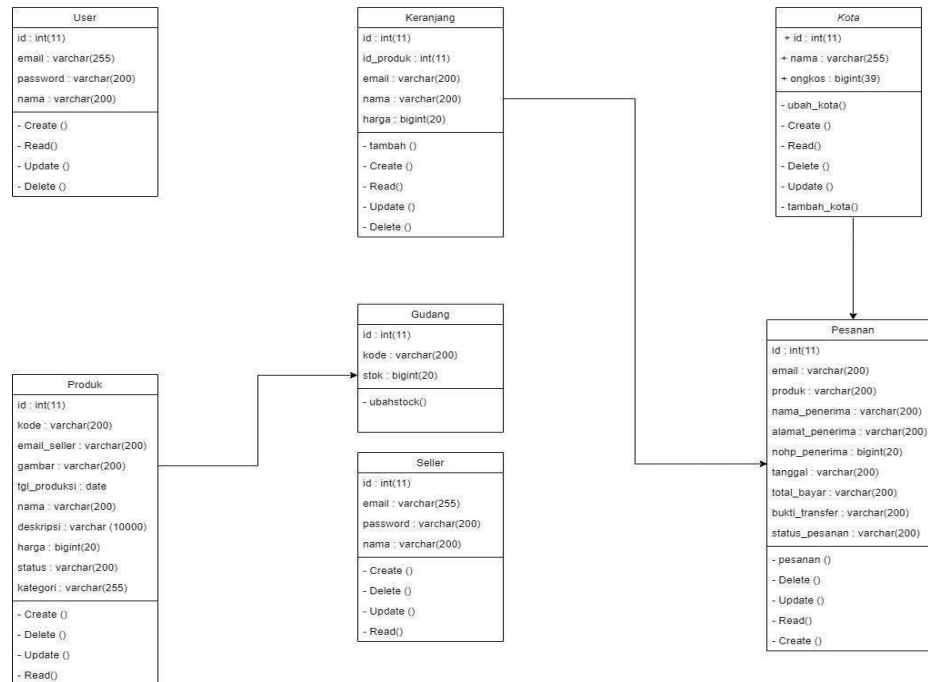 User
id : int(11)
email : varchar(255)
password : varchar(200)
nama : varchar(200)
- Create ()
- Read()
- Update ()
- Delete ()
Keranjang
id : int(11)
id_produk : int(11)
email : varchar(200)
nama : varchar(200)
harga : bigint(20)
- tambah ()
- Create ()
- Read()
- Update ()
- Delete ()
Kota
+ id : int(11)
+ nama : varchar(255)
+ ongkos : bigint(39)
- ubah_kota()
- Create()
- Read()
- Delete ()
- Update ()
- tambah_kota()
Produk
id : int(11)
kode : varchar(200)
email_seller : varchar(200)
gambar : varchar(200)
tgl_produksi : date
nama : varchar(200)
deskripsi : varchar (10000)
harga : bigint(20)
status : varchar(200)
kategori : varchar(255)
- Create ()
- Delete ()
- Update ()
- Read()
Gudang
id : int(11)
kode : varchar(200)
stok : bigint(20)
- ubahstock()
Seller
id : int(11)
email : varchar(255)
password : varchar(200)
nama : varchar(200)
- Create ()
- Delete ()
- Update ()
- Read()
Pesanan
id : int(11)
email : varchar(200)
produk : varchar(200)
nama_penerima : varchar(200)
alamat_penerima : varchar(200)
nohp_penerima : bigint(20)
tanggal : varchar(200)
total_bayar : varchar(200)
bukti_transfer : varchar(200)
status_pesanan : varchar(200)
- pesanan ()
- Delete ()
- Update ()
- Read()
- Create ()